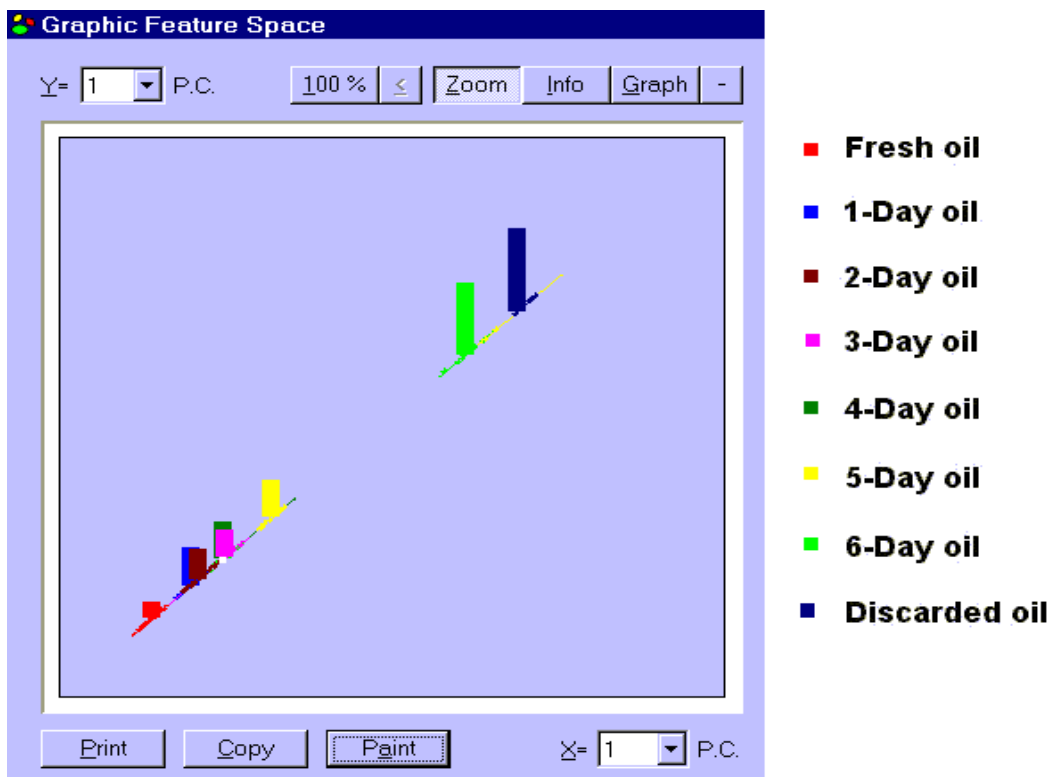 Graphic Feature Space
Y= 1 P.C. 100 % < Zoom Info Graph -
Fresh oil
1-Day oil
2-Day oil
3-Day oil
4-Day oil
5-Day oil
6-Day oil
Discarded oil
Print Copy Paint X= 1 P.C.